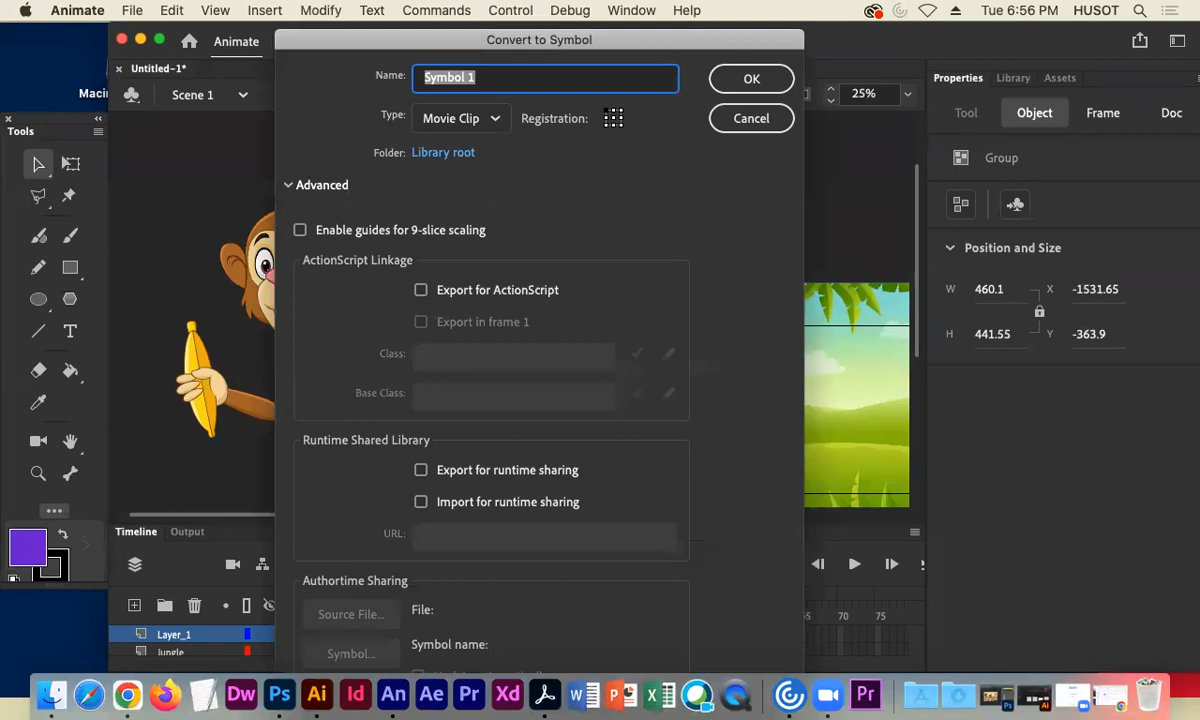 Animate File Edit View Insert Modify Text Commands Control Debug Window Help Tue 6:56 PM HUSOT
Animate
Convert to Symbol
Untitled-1*
Macin
Scene 1
25%
Properties Library Assets
Tools
Tool Object Frame Doc
Name: Symbol 1 OK
Type: Movie Clip Registration: Cancel
Folder: Library root
Group
Advanced
Enable guides for 9-slice scaling
ActionScript Linkage
Export for ActionScript
Export in frame 1
Class:
Base Class:
Position and Size
W 460.1 X -1531.65
H 441.55 Y -363.9
Runtime Shared Library
Export for runtime sharing
Import for runtime sharing
URL:
Timeline Output
Authortime Sharing
Source File... File:
Symbol... Symbol name:
70 75
Layer_1
Jungle
Dw Ps Ai Id An Ae Pr Xd W P X Pr